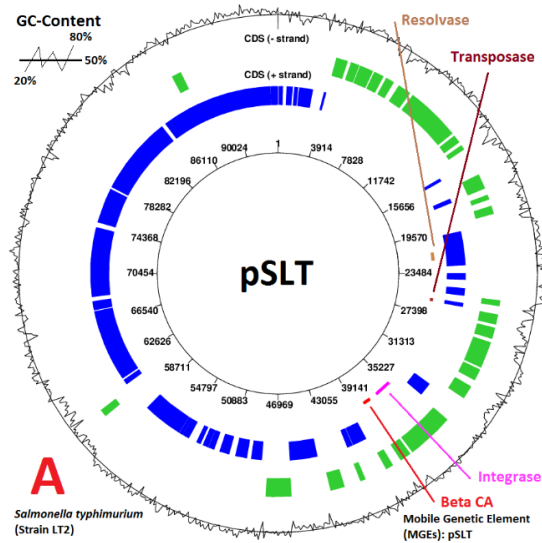 GC-Content
80%
50%
20%
Resolvase
Transposase
CDS (- strand)
CDS (+ strand)
1
3914
7828
11742
15656
19570
23484
27398
31313
35227
39141
43055
46969
50883
54797
58711
62626
66540
70454
74368
78282
82196
86110
90024
pSLT
Integrase
Beta CA
A
Salmonella typhimurium
(Strain LT2)
Mobile Genetic Element
(MGEs): pSLT